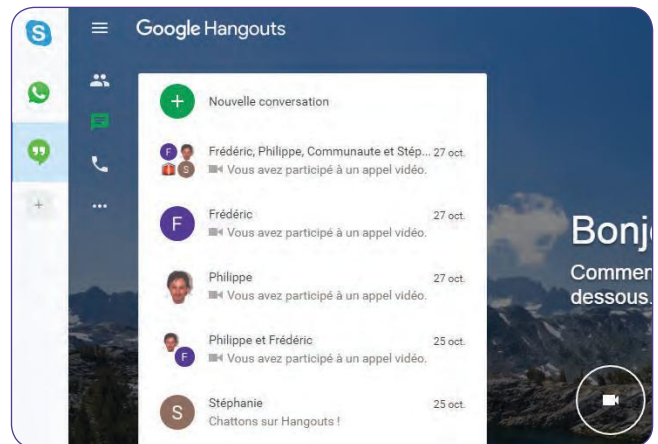 Google Hangouts
Nouvelle conversation
Frédéric, Philippe, Communaute et Stép... 27 oct.
Vous avez participé à un appel vidéo.
F
S
Frédéric 27 oct.
Vous avez participé à un appel vidéo.
F
Philippe 27 oct.
Vous avez participé à un appel vidéo.
Philippe et Frédéric 25 oct.
Vous avez participé à un appel vidéo.
F
Stéphanie 25 oct.
Chattons sur Hangouts !
S
Bonj
Commen
dessous.